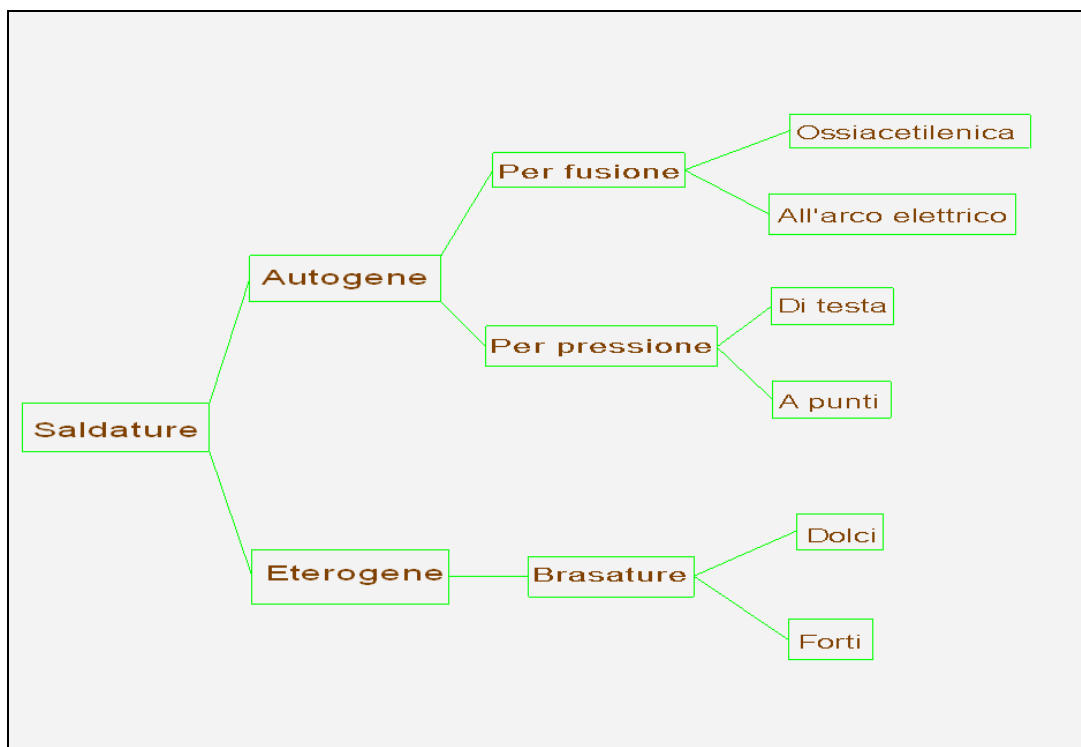 Saldature
Autogene
Per fusione
Ossiacetilenica
All'arco elettrico
Per pressione
Di testa
A punti
Eterogene
Brasature
Dolci
Forti